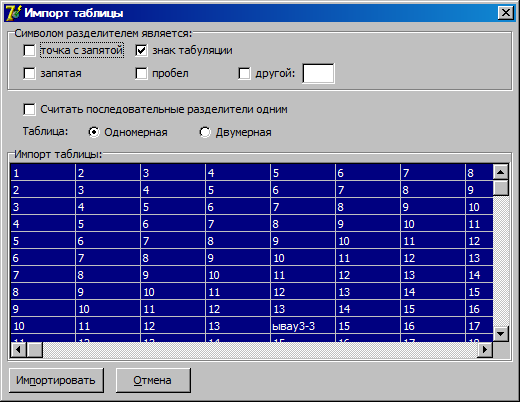 Импорт таблицы
Символом разделителем является:
точка с запятой знак табуляции
запятая пробел другой:
Считать последовательные разделители одним
Таблица: Одномерная Двумерная
Импорт таблицы:
1 2 3 4 5 6 7 8
2 3 4 5 6 7 8 9
3 4 5 6 7 8 9 10
4 5 6 7 8 9 10 11
5 6 7 8 9 10 11 12
6 7 8 9 10 11 12 13
7 8 9 10 11 12 13 14
8 9 10 11 12 13 14 15
9 10 11 12 13 14 15 16
10 11 12 13 ывау3-3 15 16 17
11 12 13 14 15 16 17 18
Импортировать Отмена